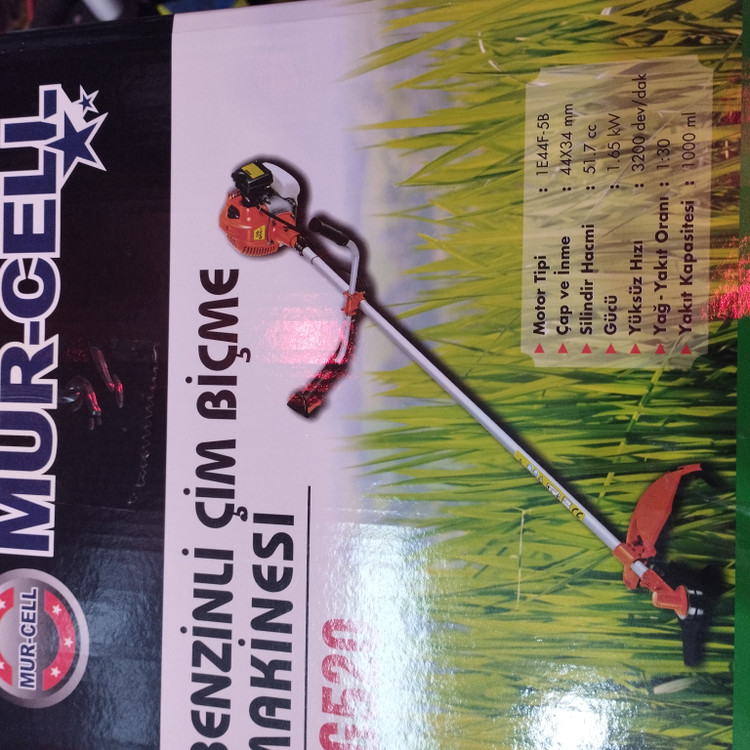 MUR-CELL
MUR-CELL
BENZİNLİ ÇİM BİÇME
MAKİNESİ
G520
Motor Tipi : 1E44F-5B
Çap ve İnme : 44X34 mm
Silindir Hacmi : 51.7 cc
Gücü : 1.65 kW
Yüksüz Hızı : 3200 dev/dak
Yağ-Yakıt Oranı : 1:30
Yakıt Kapasitesi : 1000 ml